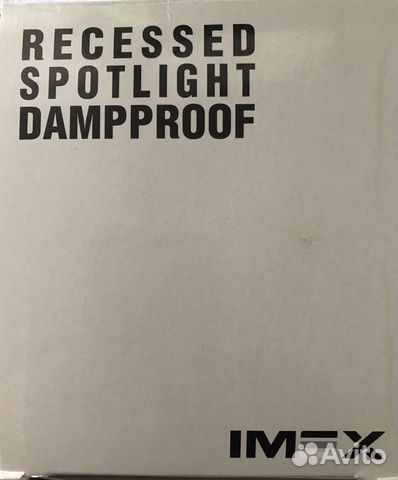 RECESSED
SPOTLIGHT
DAMPPROOF
IMEX
Avito